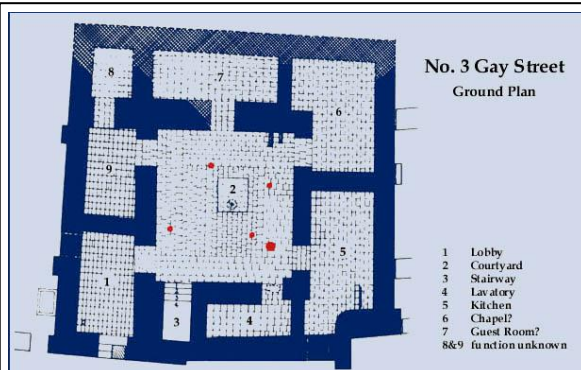 No. 3 Gay Street
Ground Plan
8
7
6
9
2
5
1
3
4
1 Lobby
2 Courtyard
3 Stairway
4 Lavatory
5 Kitchen
6 Chapel?
7 Guest Room?
8&9 function unknown